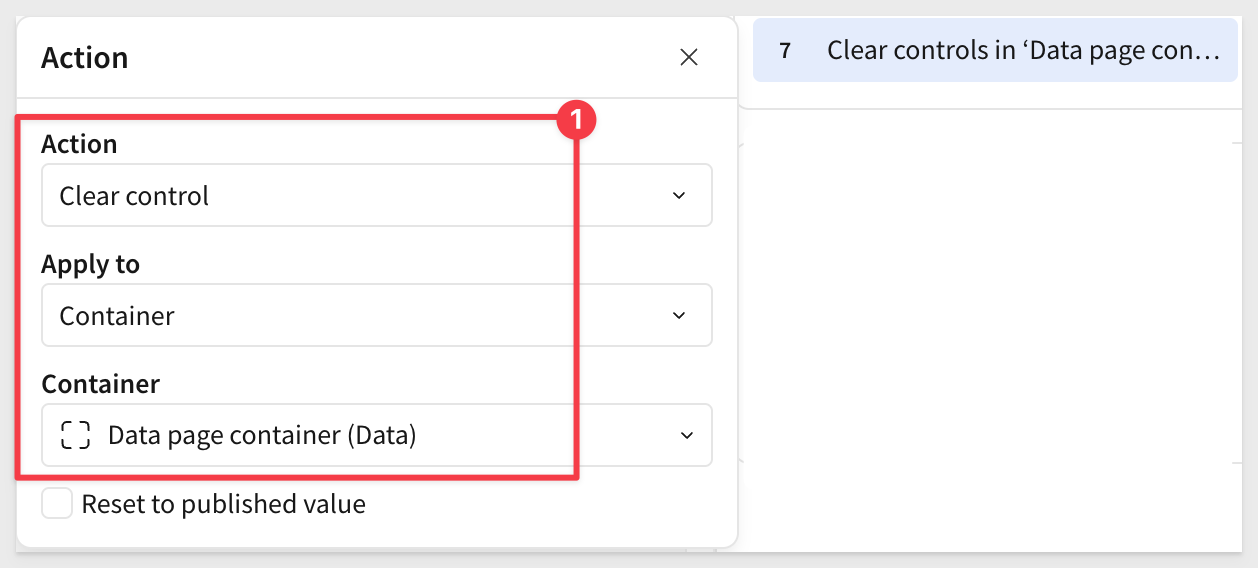 Action
7 Clear controls in ‘Data page con…
1
Action
Clear control
Apply to
Container
Container
Data page container (Data)
Reset to published value